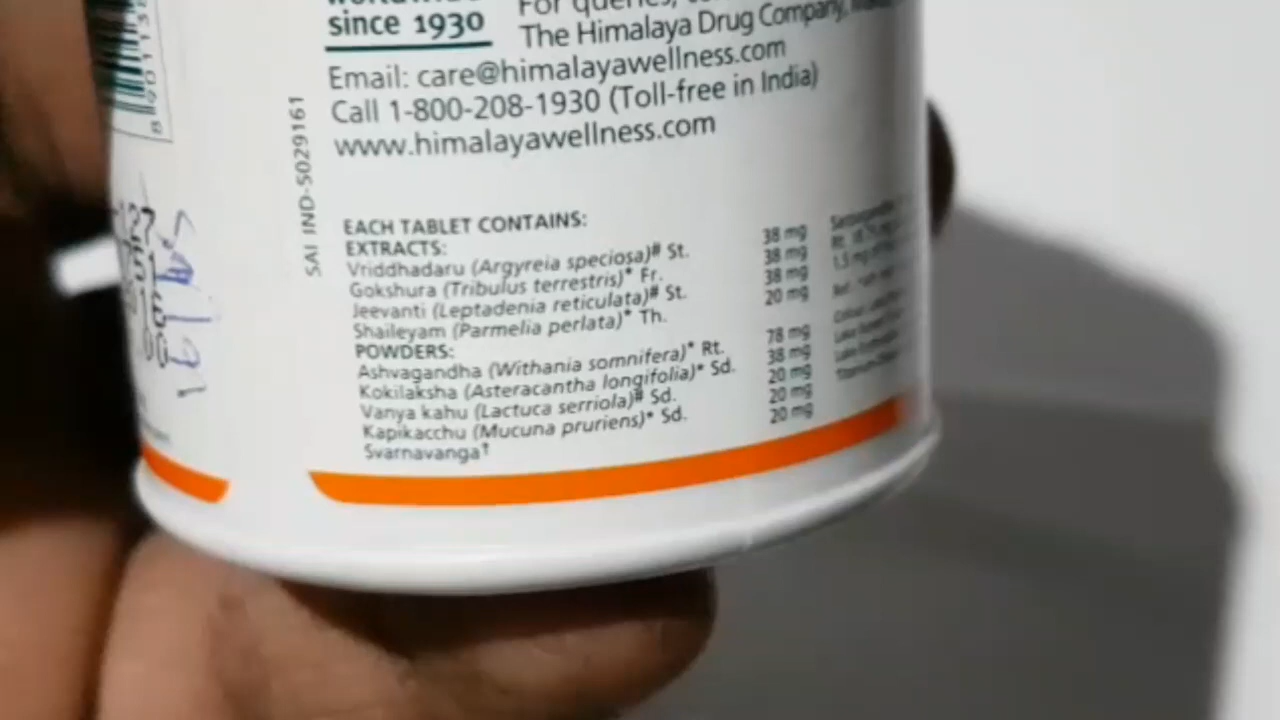 since 1930
The Himalaya Drug Company,
Email: care@himalayawellness.com
Call 1-800-208-1930 (Toll-free in India)
www.himalayawellness.com
SAI IND-5029161
EACH TABLET CONTAINS:
EXTRACTS:
Vriddhadaru (Argyreia speciosa)# St. 38 mg
Gokshura (Tribulus terrestris)* Fr. 38 mg
Jeevanti (Leptadenia reticulata)# St. 38 mg
Shaileyam (Parmelia perlata)* Th. 20 mg
POWDERS:
Ashvagandha (Withania somnifera)* Rt. 78 mg
Kokilaksha (Asteracantha longifolia)* Sd. 38 mg
Vanya kahu (Lactuca serriola)# Sd. 20 mg
Kapikacchu (Mucuna pruriens)* Sd. 20 mg
Svarnavanga† 20 mg